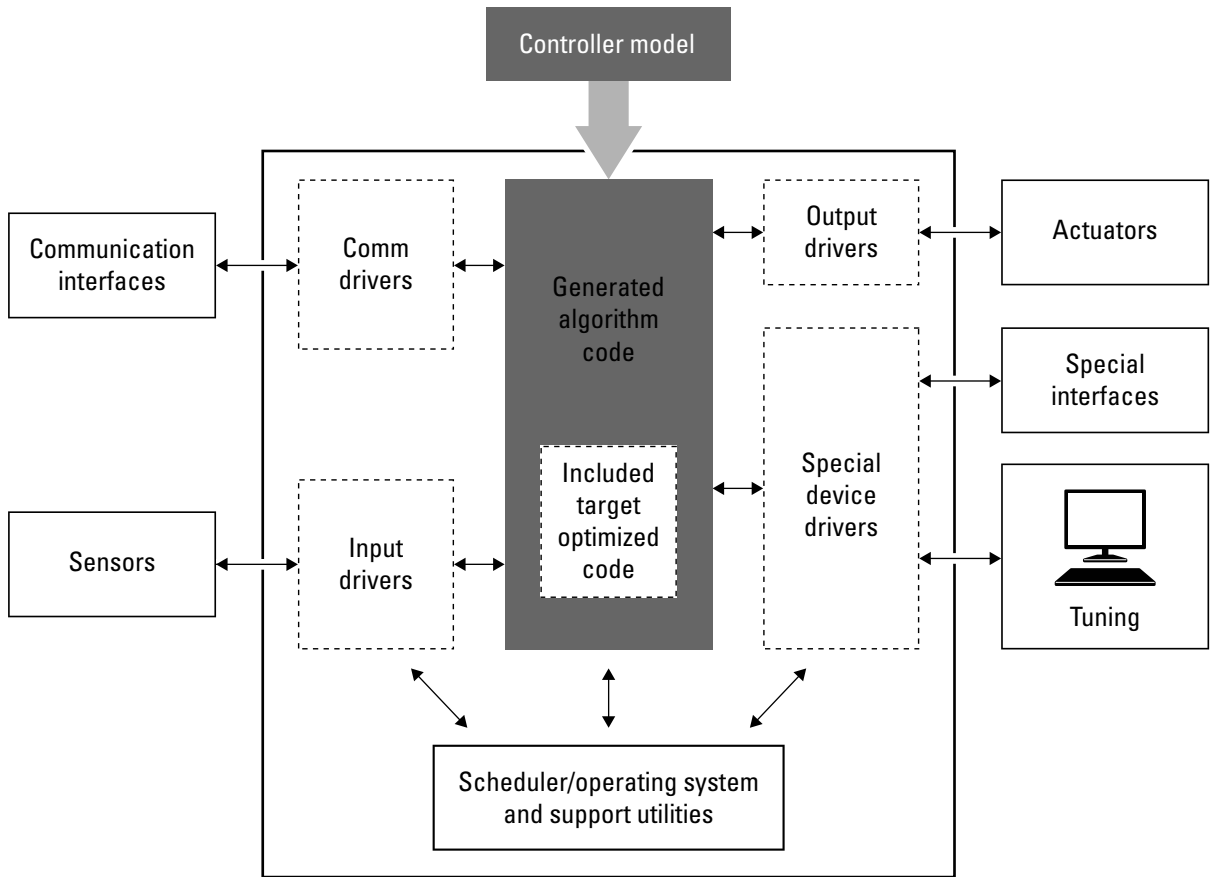 Controller model
Communication
interfaces
Comm
drivers
Generated
algorithm
code
Output
drivers
Actuators
Special
interfaces
Sensors
Input
drivers
Included
target
optimized
code
Special
device
drivers
Tuning
Scheduler/operating system
and support utilities